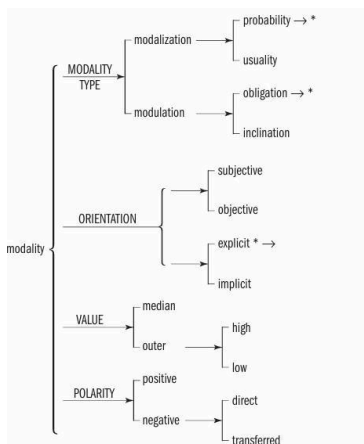 probability → *
modalization
MODALITY
TYPE
usuality
obligation → *
modulation
inclination
subjective
objective
ORIENTATION
modality
explicit * →
implicit
median
VALUE
high
outer
low
positive
POLARITY
direct
negative
transferred